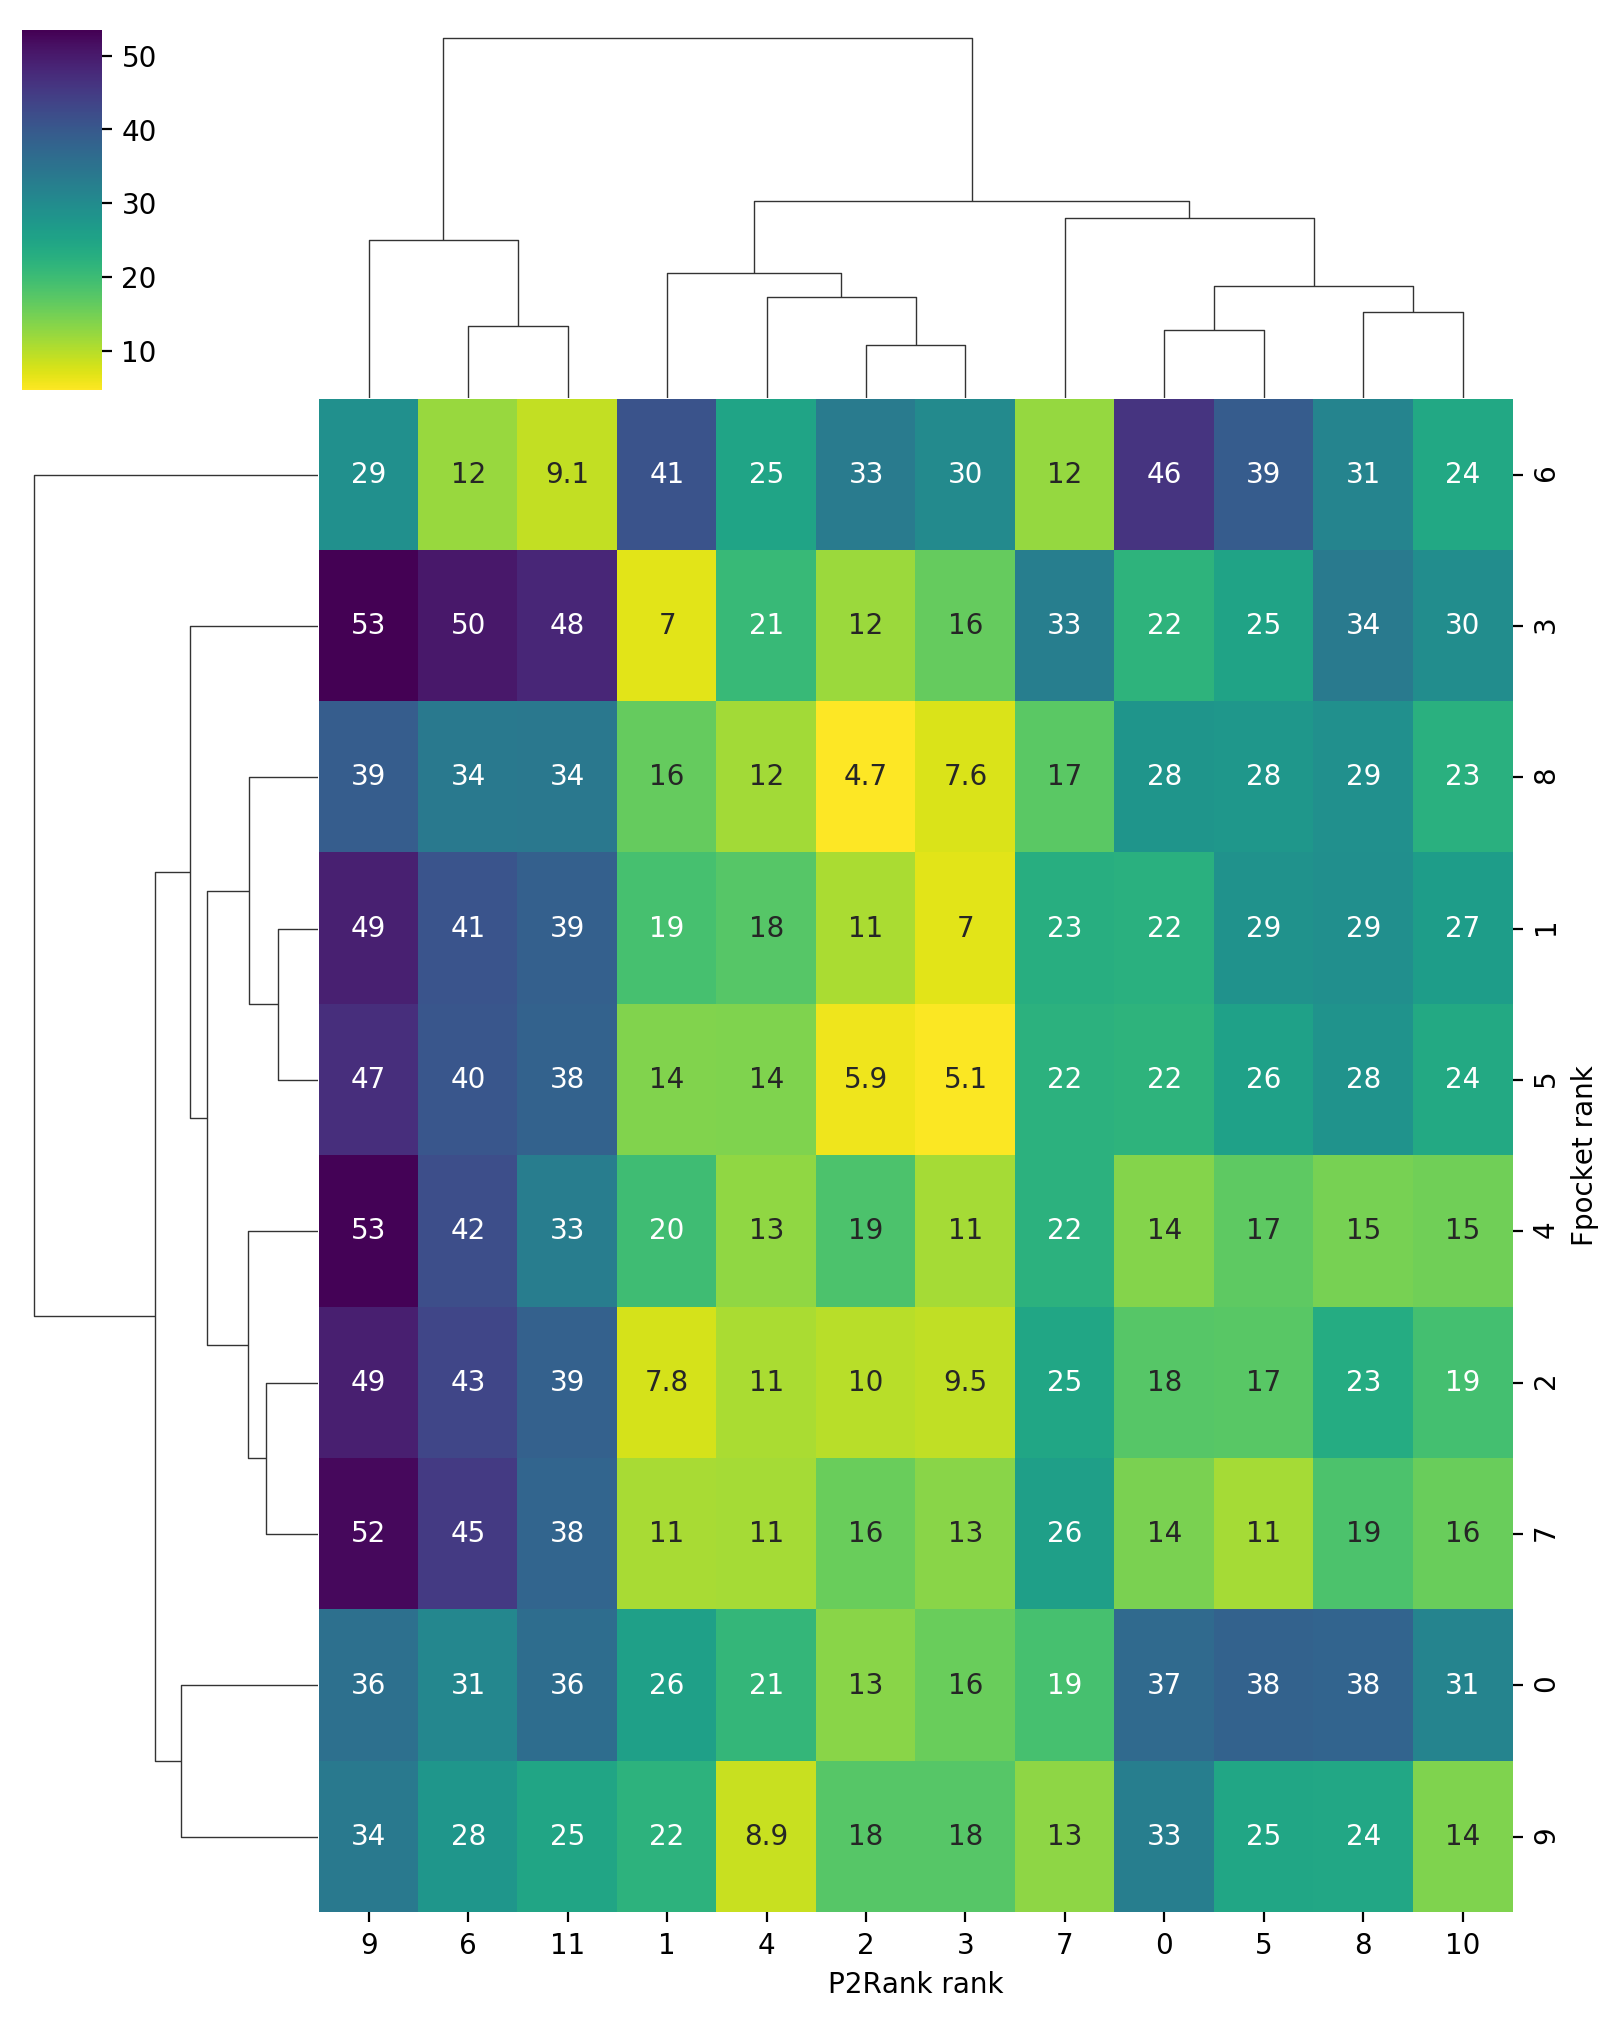 50
40
30
20
10
29 12 9.1 41 25 33 30 12 46 39 31 24 6
53 50 48 7 21 12 16 33 22 25 34 30 3
39 34 34 16 12 4.7 7.6 17 28 28 29 23 8
49 41 39 19 18 11 7 23 22 29 29 27 1
47 40 38 14 14 5.9 5.1 22 22 26 28 24 5
53 42 33 20 13 19 11 22 14 17 15 15 4
49 43 39 7.8 11 10 9.5 25 18 17 23 19 2
52 45 38 11 11 16 13 26 14 11 19 16 7
36 31 36 26 21 13 16 19 37 38 38 31 0
34 28 25 22 8.9 18 18 13 33 25 24 14 9
Fpocket rank
9 6 11 1 4 2 3 7 0 5 8 10
P2Rank rank